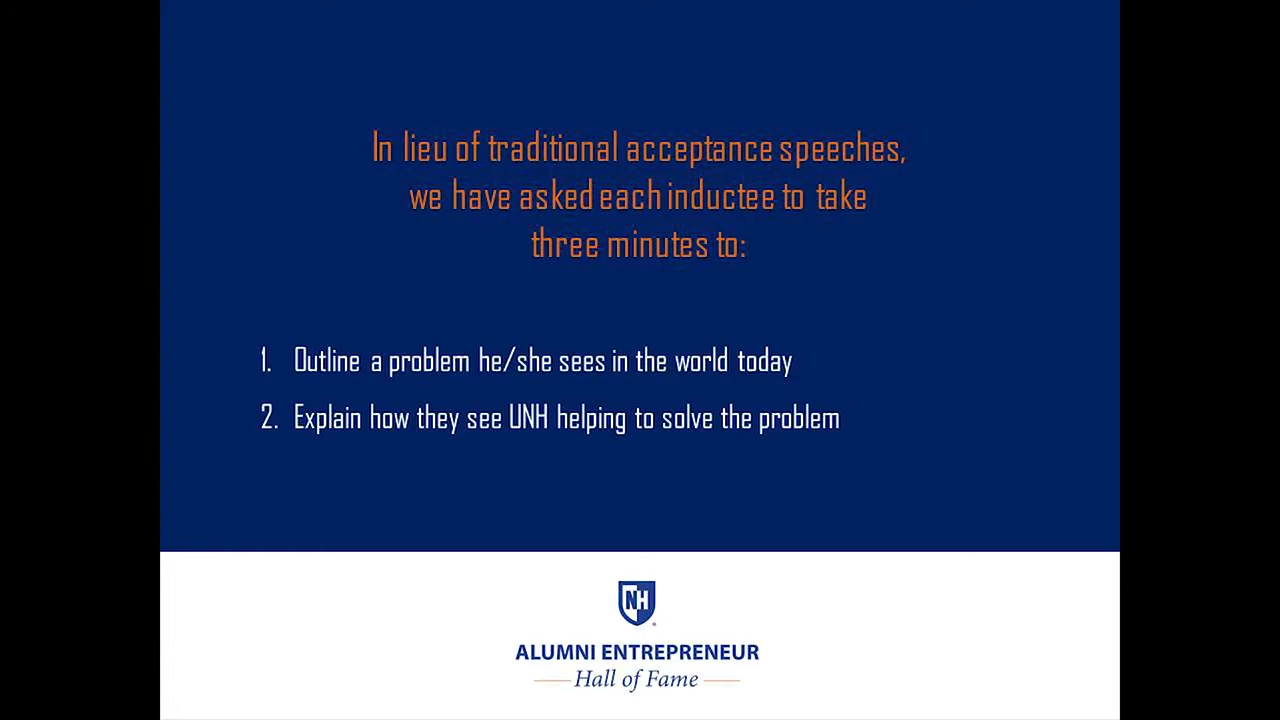 In lieu of traditional acceptance speeches,
we have asked each inductee to take
three minutes to:
1. Outline a problem he/she sees in the world today
2. Explain how they see UNH helping to solve the problem
NH
ALUMNI ENTREPRENEUR
Hall of Fame